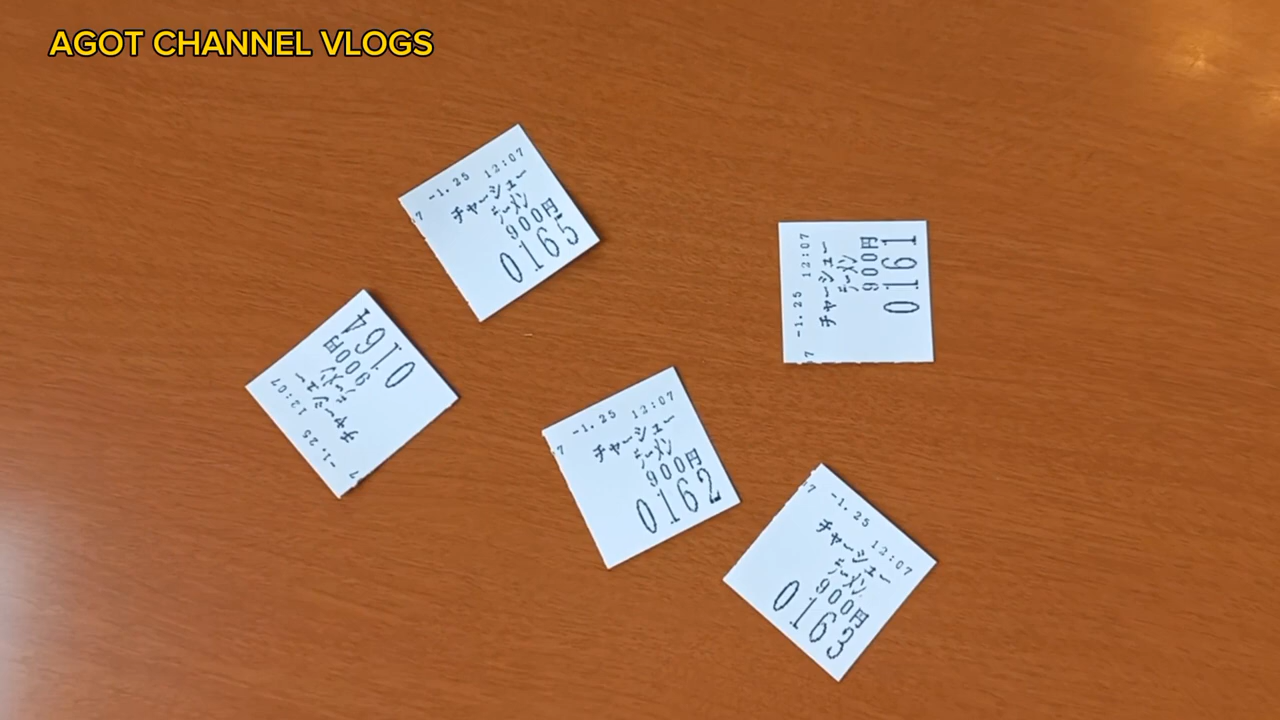 AGOT CHANNEL VLOGS
7 -1.25 12:07
チャーシュー
ラーメン
900円
0165
7 -1.25 12:07
チャーシュー
ラーメン
900円
0161
7 -1.25 12:07
チャーシュー
ラーメン
900円
0164
7 -1.25 12:07
チャーシュー
ラーメン
900円
0162
7 -1.25 12:07
チャーシュー
ラーメン
900円
0163